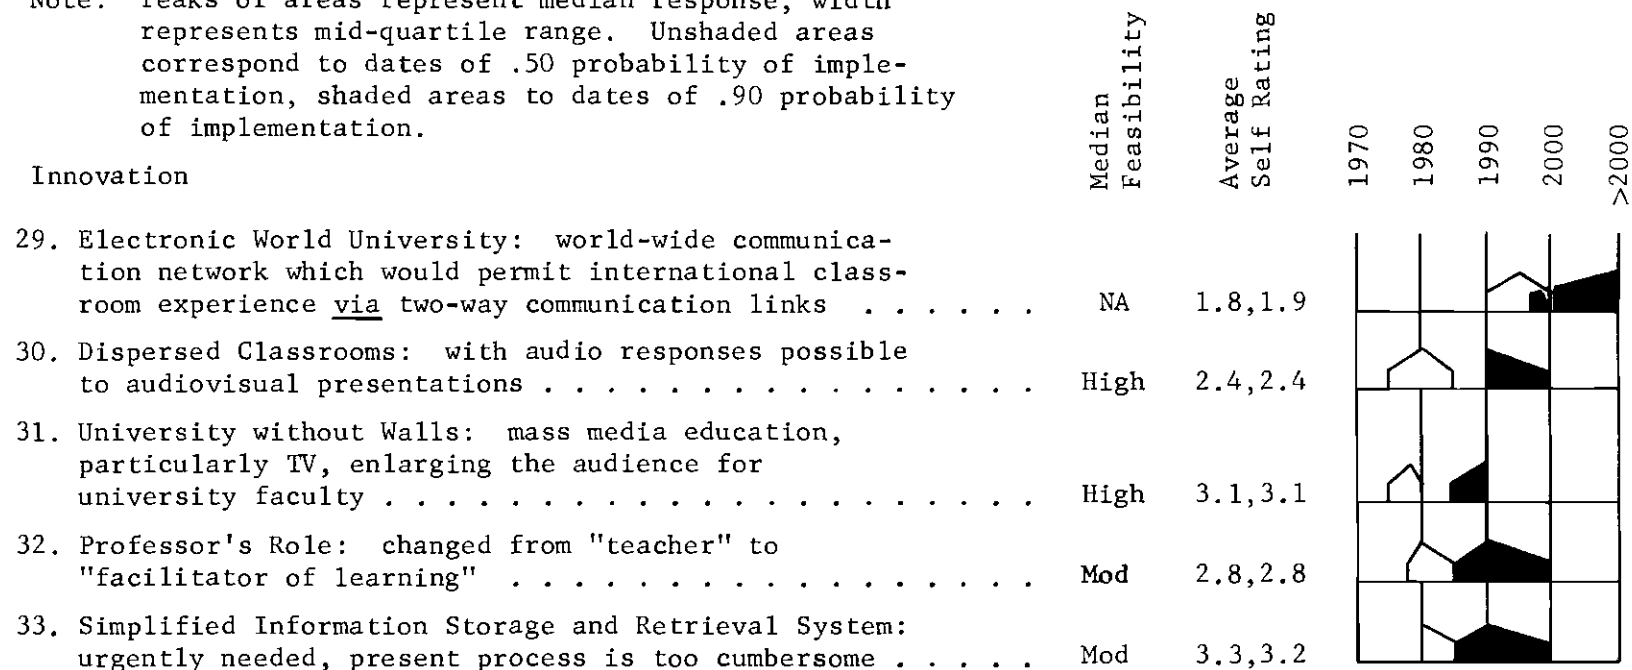 Note: Peaks of areas represent median response, width
represents mid-quartile range. Unshaded areas
correspond to dates of .50 probability of imple-
mentation, shaded areas to dates of .90 probability
of implementation.
Median Feasibility
Average Self Rating
1970 1980 1990 2000 >2000
Innovation
29. Electronic World University: world-wide communica-
tion network which would permit international class-
room experience via two-way communication links . . . . . . NA 1.8,1.9
30. Dispersed Classrooms: with audio responses possible
to audiovisual presentations . . . . . . . . . . . . . . . . High 2.4,2.4
31. University without Walls: mass media education,
particularly TV, enlarging the audience for
university faculty . . . . . . . . . . . . . . . . . . . . . High 3.1,3.1
32. Professor's Role: changed from "teacher" to
"facilitator of learning" . . . . . . . . . . . . . . . . . Mod 2.8,2.8
33. Simplified Information Storage and Retrieval System:
urgently needed, present process is too cumbersome . . . . . Mod 3.3,3.2